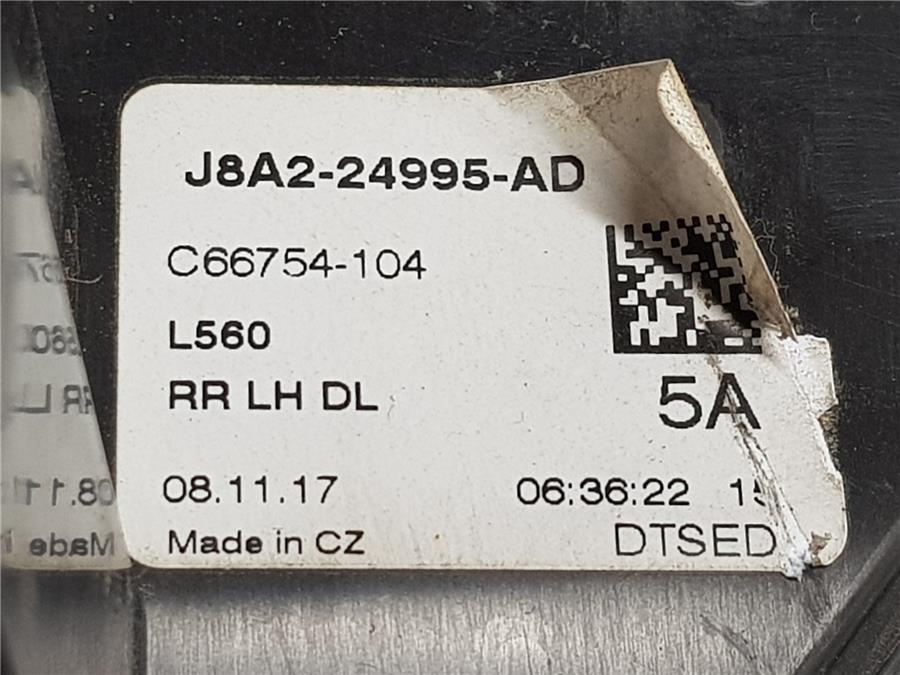 J8A2-24995-AD
C66754-104
L560
RR LH DL
5A
08.11.17
06:36:22
Made in CZ
DTSED